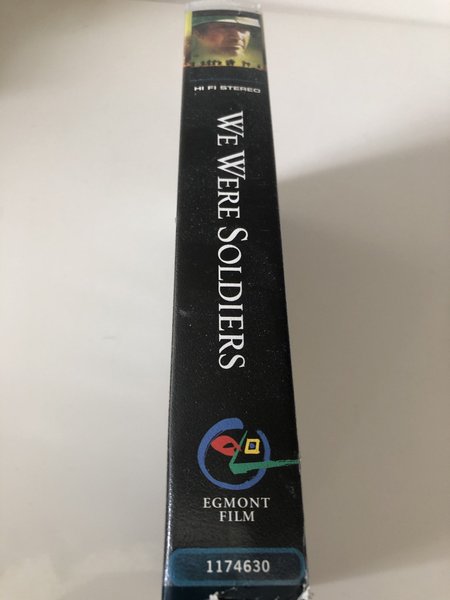 HI FI STEREO
WE WERE SOLDIERS
EGMONT
FILM
1174630